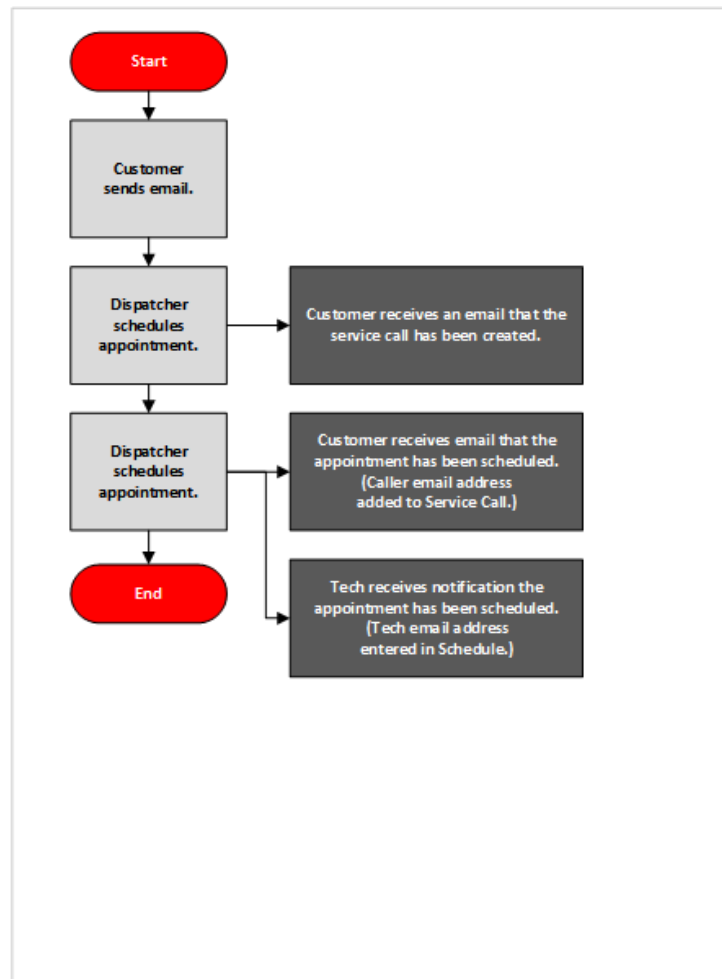 Start
Customer
sends email.
Dispatcher
schedules
appointment.
Customer receives an email that the
service call has been created.
Dispatcher
schedules
appointment.
Customer receives email that the
appointment has been scheduled.
(Caller email address
added to Service Call.)
End
Tech receives notification the
appointment has been scheduled.
(Tech email address
entered in Schedule.)